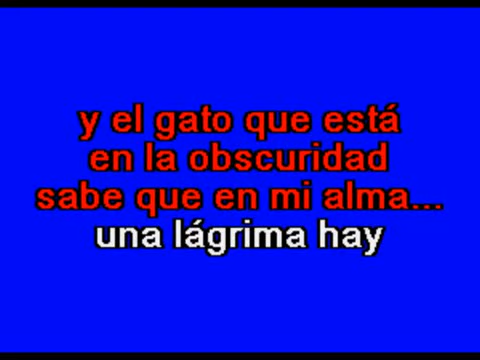 y el gato que está
en la obscuridad
sabe que en mi alma...
una lágrima hay